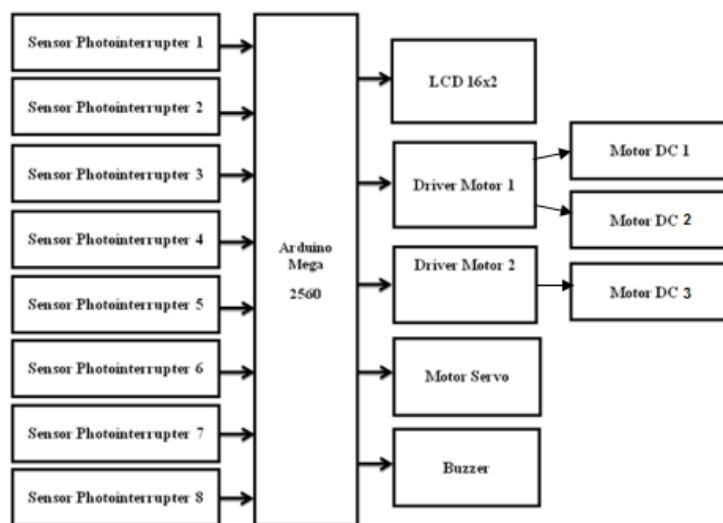 Sensor Photointerrupter 1
Sensor Photointerrupter 2
Sensor Photointerrupter 3
Sensor Photointerrupter 4
Sensor Photointerrupter 5
Sensor Photointerrupter 6
Sensor Photointerrupter 7
Sensor Photointerrupter 8
Arduino
Mega
2560
LCD 16x2
Driver Motor 1
Driver Motor 2
Motor Servo
Buzzer
Motor DC 1
Motor DC 2
Motor DC 3